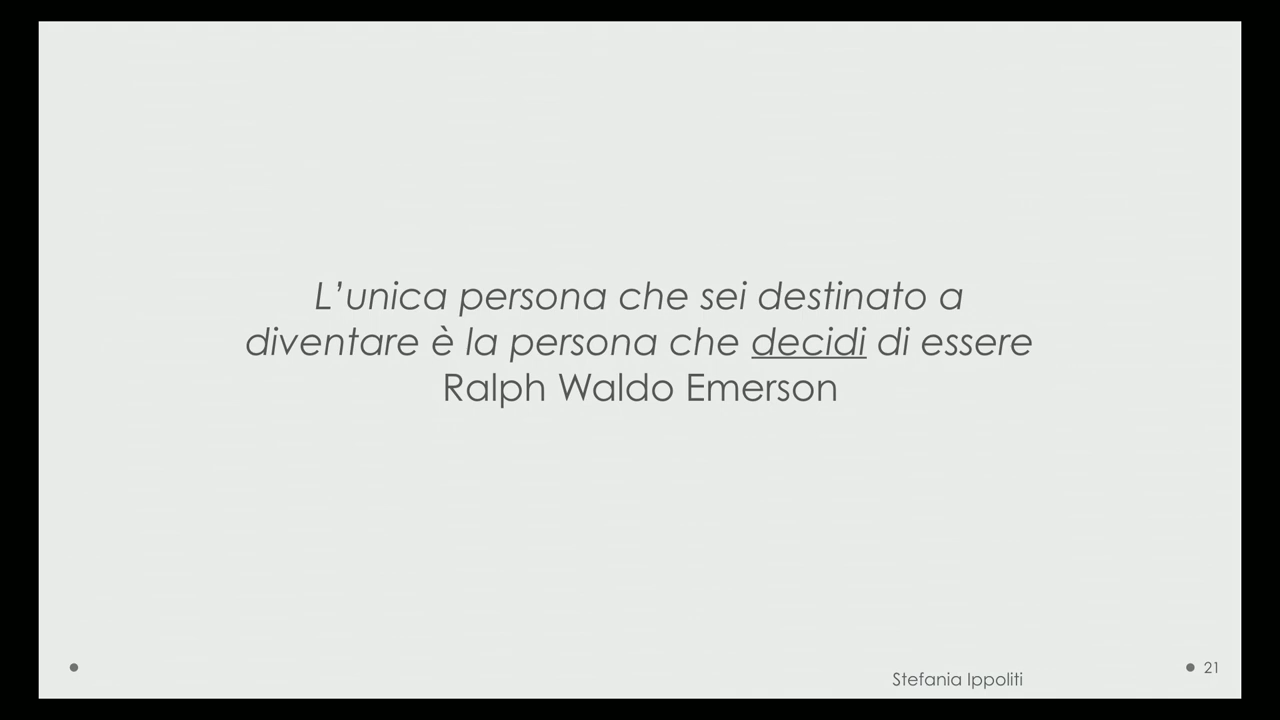 L’unica persona che sei destinato a
diventare è la persona che decidi di essere
Ralph Waldo Emerson
Stefania Ippoliti
21